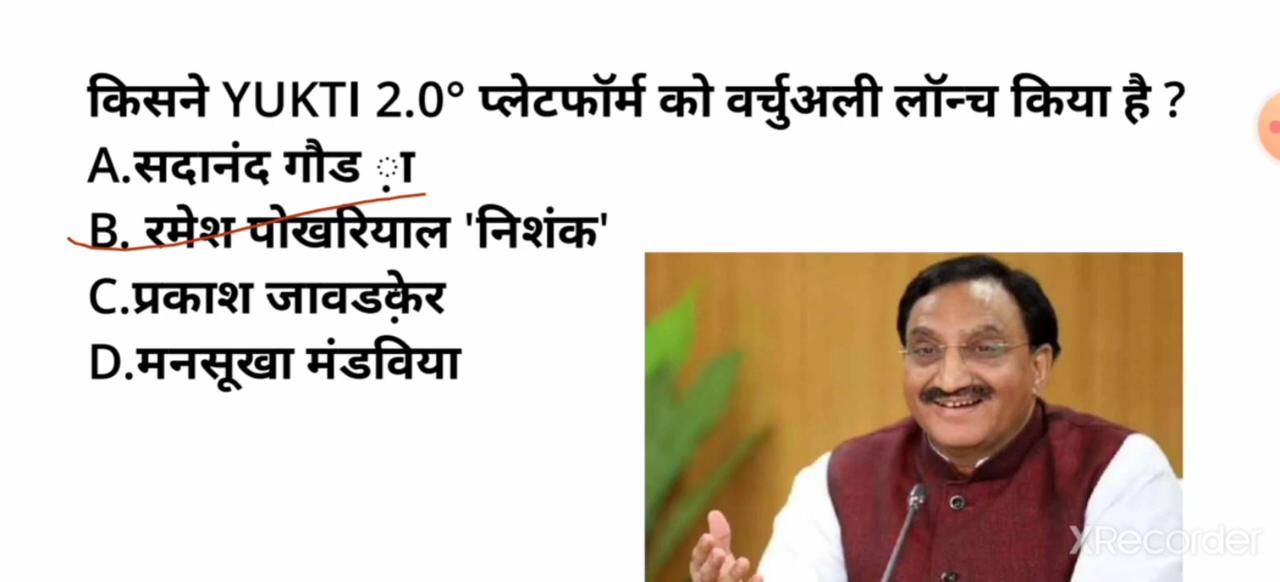 किसने YUKTI 2.0° प्लेटफॉर्म को वर्चुअली लॉन्च किया है ?
A.सदानंद गौड ़ा
B. रमेश पोखरियाल 'निशंक'
C.प्रकाश जावडक़ेर
D.मनसूखा मंडविया
XRecorder